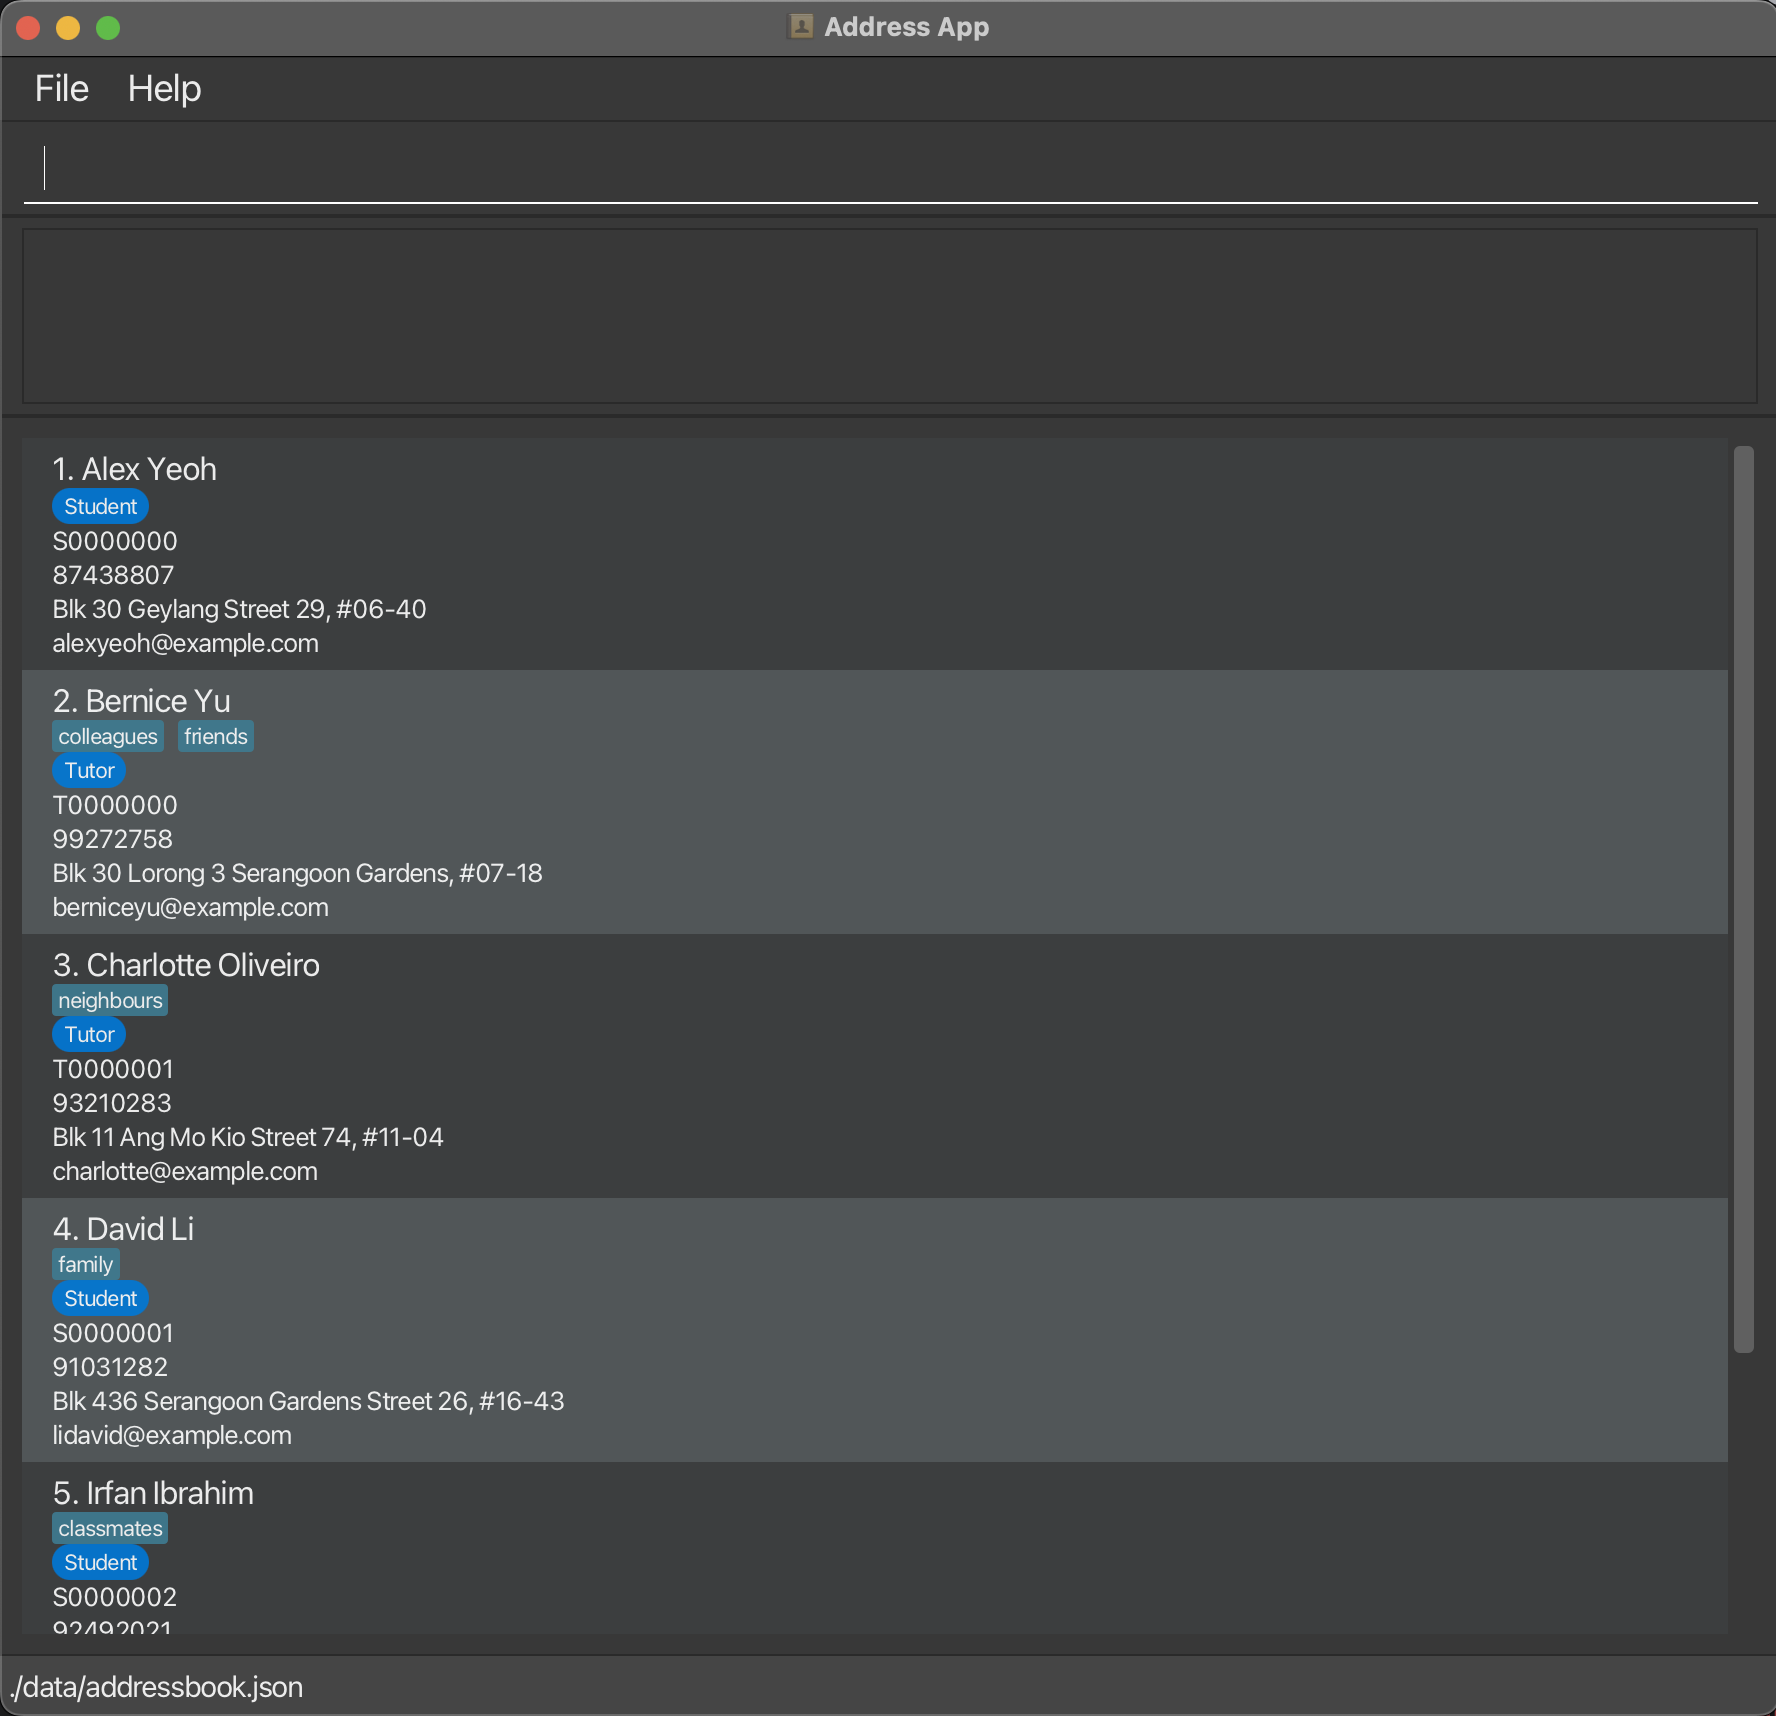 Address App
File Help
1. Alex Yeoh
Student
S0000000
87438807
Blk 30 Geylang Street 29, #06-40
alexyeoh@example.com
2. Bernice Yu
colleagues friends
Tutor
T0000000
99272758
Blk 30 Lorong 3 Serangoon Gardens, #07-18
berniceyu@example.com
3. Charlotte Oliveiro
neighbours
Tutor
T0000001
93210283
Blk 11 Ang Mo Kio Street 74, #11-04
charlotte@example.com
4. David Li
family
Student
S0000001
91031282
Blk 436 Serangoon Gardens Street 26, #16-43
lidavid@example.com
5. Irfan Ibrahim
classmates
Student
S0000002
92492021
./data/addressbook.json